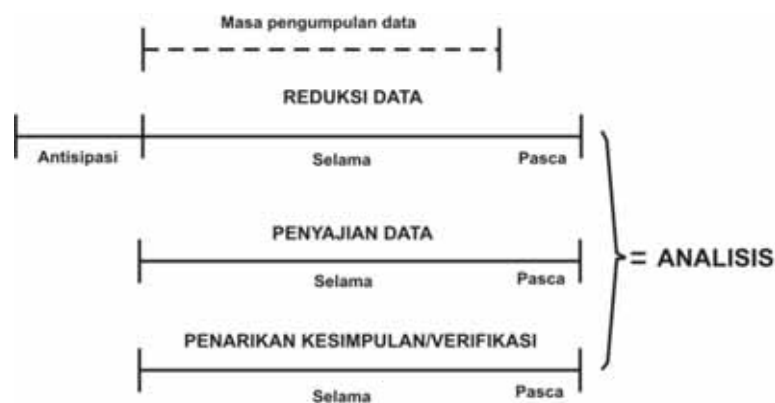 Masa pengumpulan data
REDUKSI DATA
Antisipasi Selama Pasca
PENYAJIAN DATA
= ANALISIS
Selama Pasca
PENARIKAN KESIMPULAN/VERIFIKASI
Selama Pasca